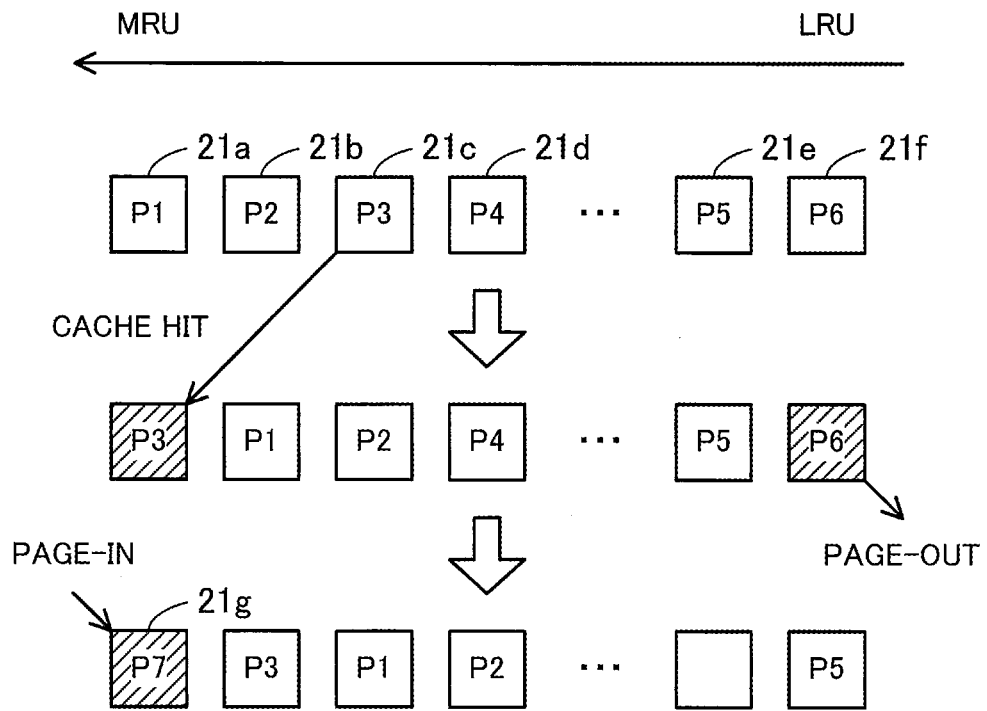 MRU LRU
21a 21b 21c 21d 21e 21f
P1 P2 P3 P4 ... P5 P6
CACHE HIT
P3 P1 P2 P4 ... P5 P6
PAGE-IN PAGE-OUT
21g
P7 P3 P1 P2 ... P5